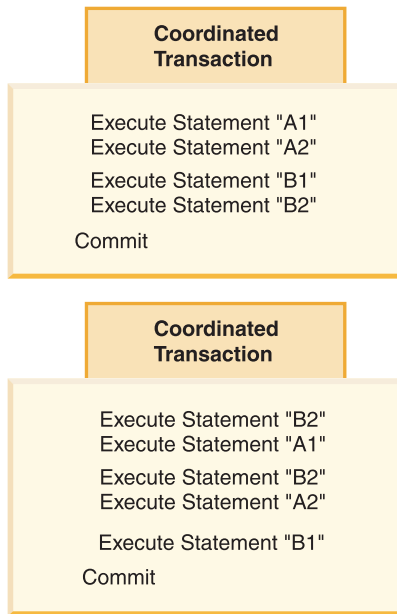 Coordinated
Transaction
Execute Statement "A1"
Execute Statement "A2"
Execute Statement "B1"
Execute Statement "B2"
Commit
Coordinated
Transaction
Execute Statement "B2"
Execute Statement "A1"
Execute Statement "B2"
Execute Statement "A2"
Execute Statement "B1"
Commit